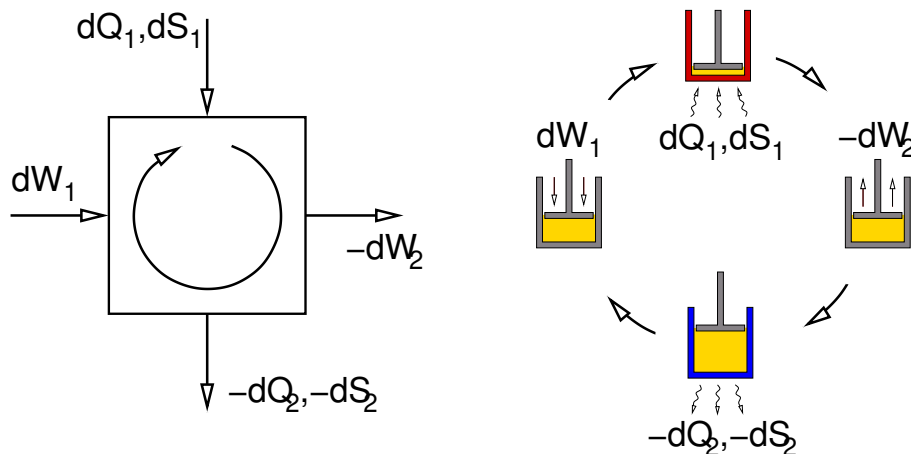 dQ₁,dS₁
dW₁
−dW₂
−dQ₂,−dS₂
dW₁
dQ₁,dS₁
−dW₂
−dQ₂,−dS₂